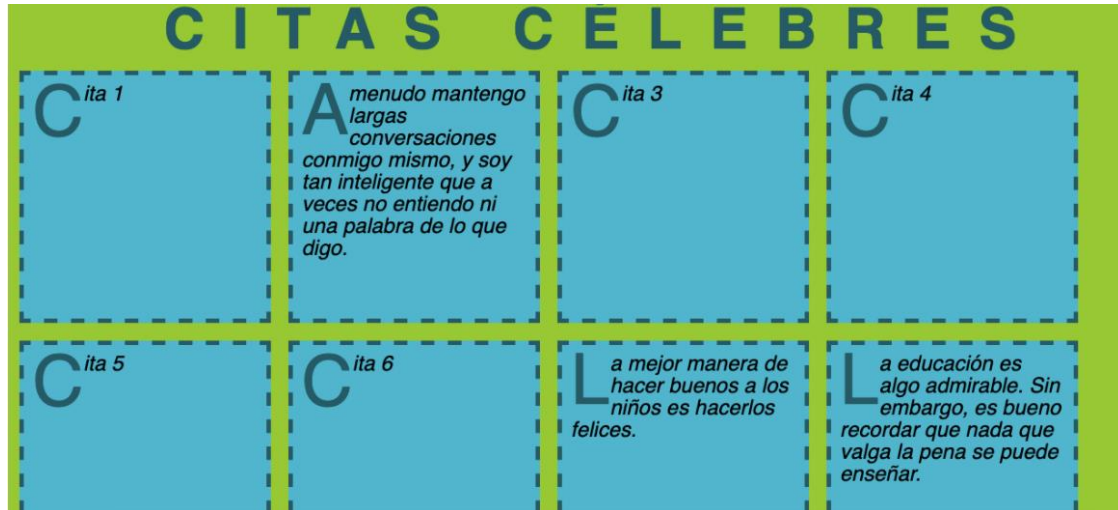 CITAS CÉLEBRES
Cita 1
A menudo mantengo
largas
conversaciones
conmigo mismo, y soy
tan inteligente que a
veces no entiendo ni
una palabra de lo que
digo.
Cita 3
Cita 4
Cita 5
Cita 6
La mejor manera de
hacer buenos a los
niños es hacerlos
felices.
La educación es
algo admirable. Sin
embargo, es bueno
recordar que nada que
valga la pena se puede
enseñar.